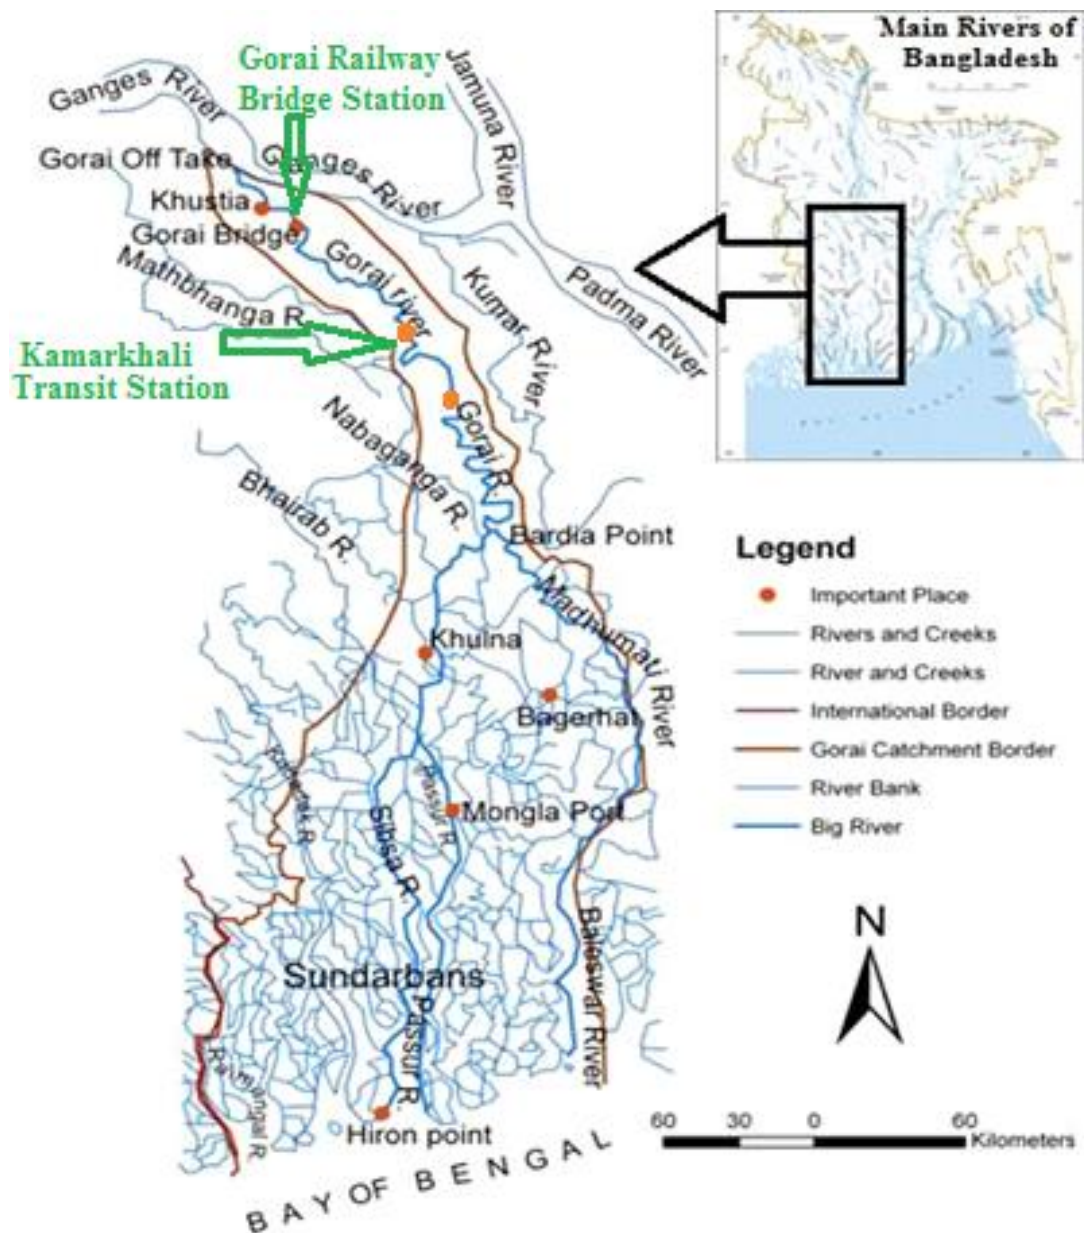 Main Rivers of
Bangladesh
Gorai Railway
Bridge Station
Jamuna River
Ganges River
Gorai Off Take
Ganges River
Khustia
Gorai Bridge
Gorai river
Mathbhanga R.
Kumar River
Padma River
Kamarkhali
Transit Station
Gorai R.
Nabaganga R.
Bhairab R.
Bardia Point
Madhumati River
Khulna
Bagerhat
Passur R.
Mongla Port
Sibsa R.
Sundarbans
Passur R.
Baleswar River
Raimangal R.
Hiron point
BAY OF BENGAL
Legend
Important Place
Rivers and Creeks
River and Creeks
International Border
Gorai Catchment Border
River Bank
Big River
N
60 30 0 60
Kilometers